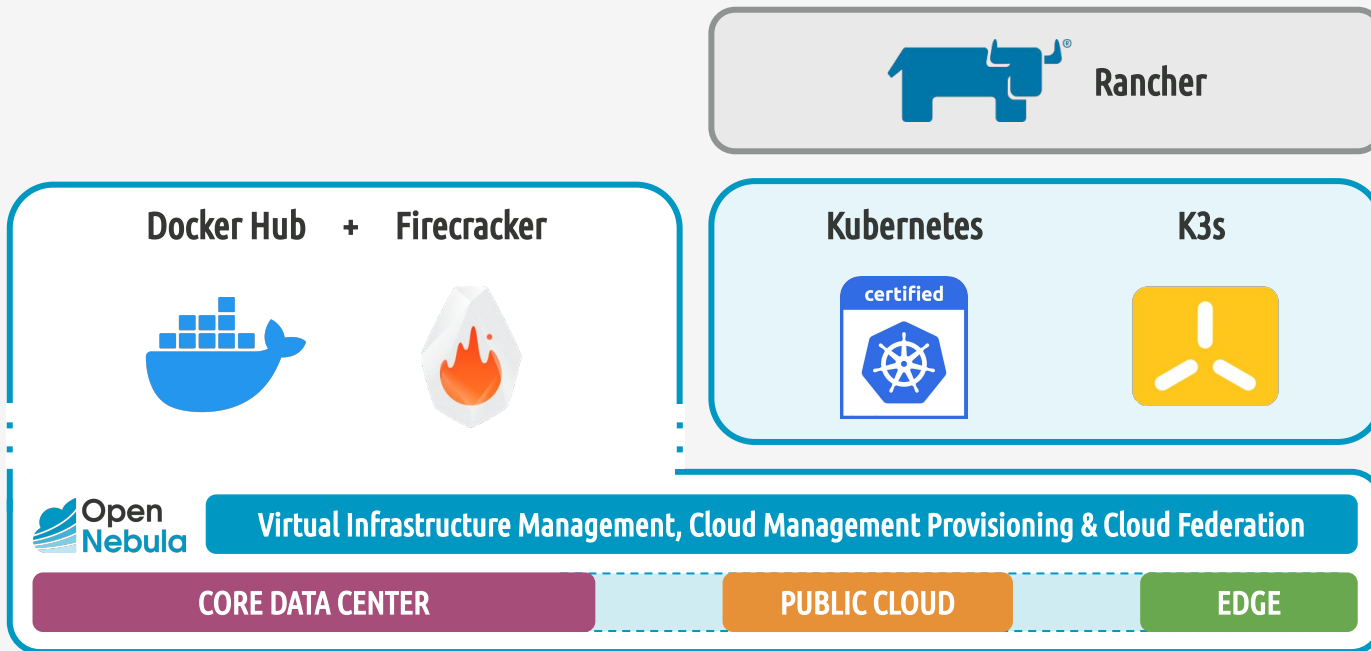 ®
Rancher
Docker Hub + Firecracker
Kubernetes K3s
certified
Open
Nebula
Virtual Infrastructure Management, Cloud Management Provisioning & Cloud Federation
CORE DATA CENTER
PUBLIC CLOUD
EDGE